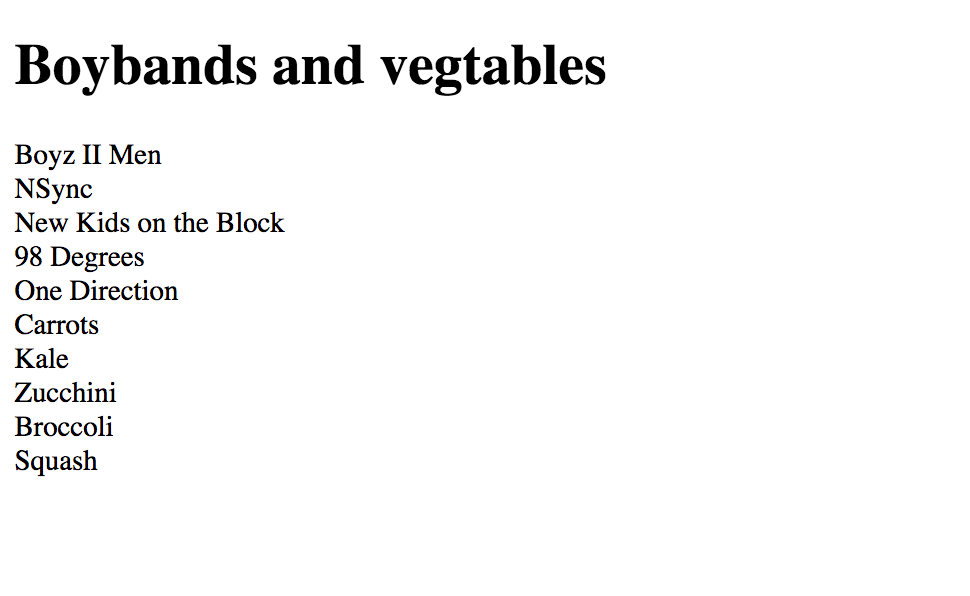 Boybands and vegtables
Boyz II Men
NSync
New Kids on the Block
98 Degrees
One Direction
Carrots
Kale
Zucchini
Broccoli
Squash